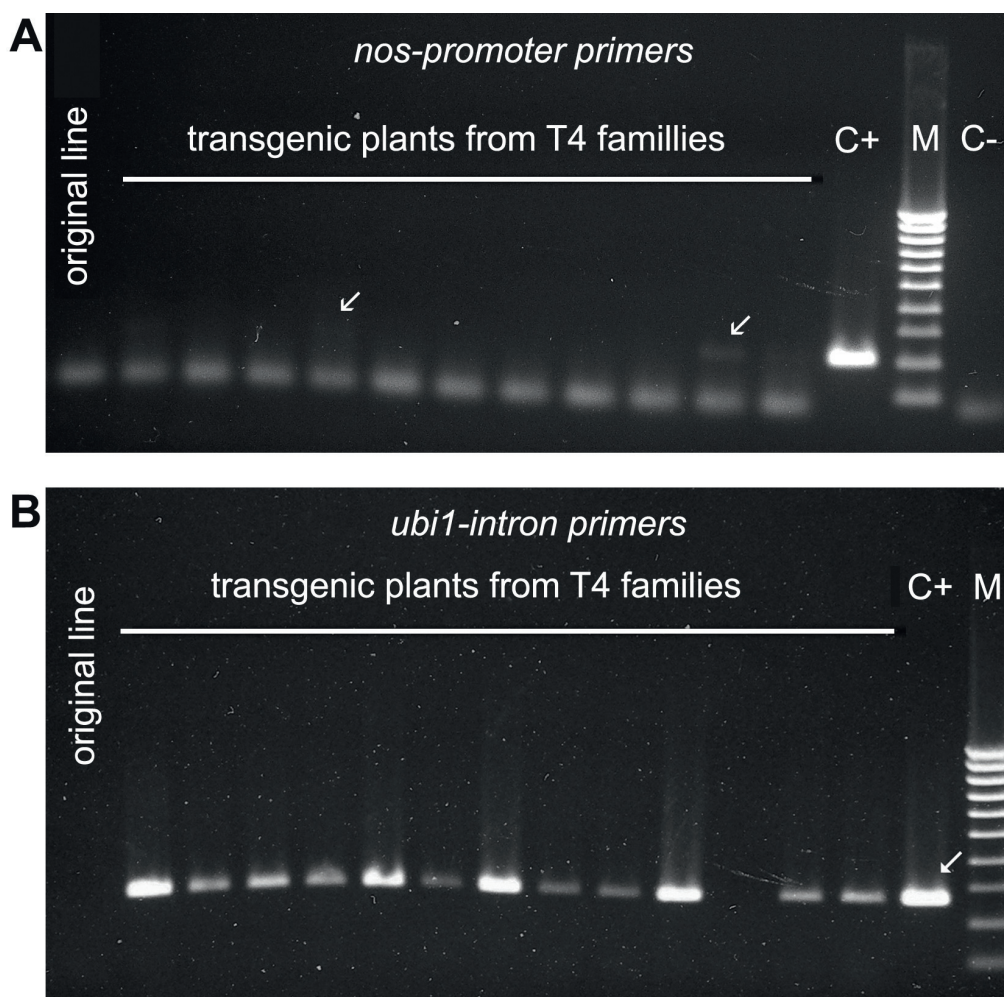 A
nos-promoter primers
original line
transgenic plants from T4 famillies
C+
M
C-
B
ubi1-intron primers
original line
transgenic plants from T4 families
C+
M